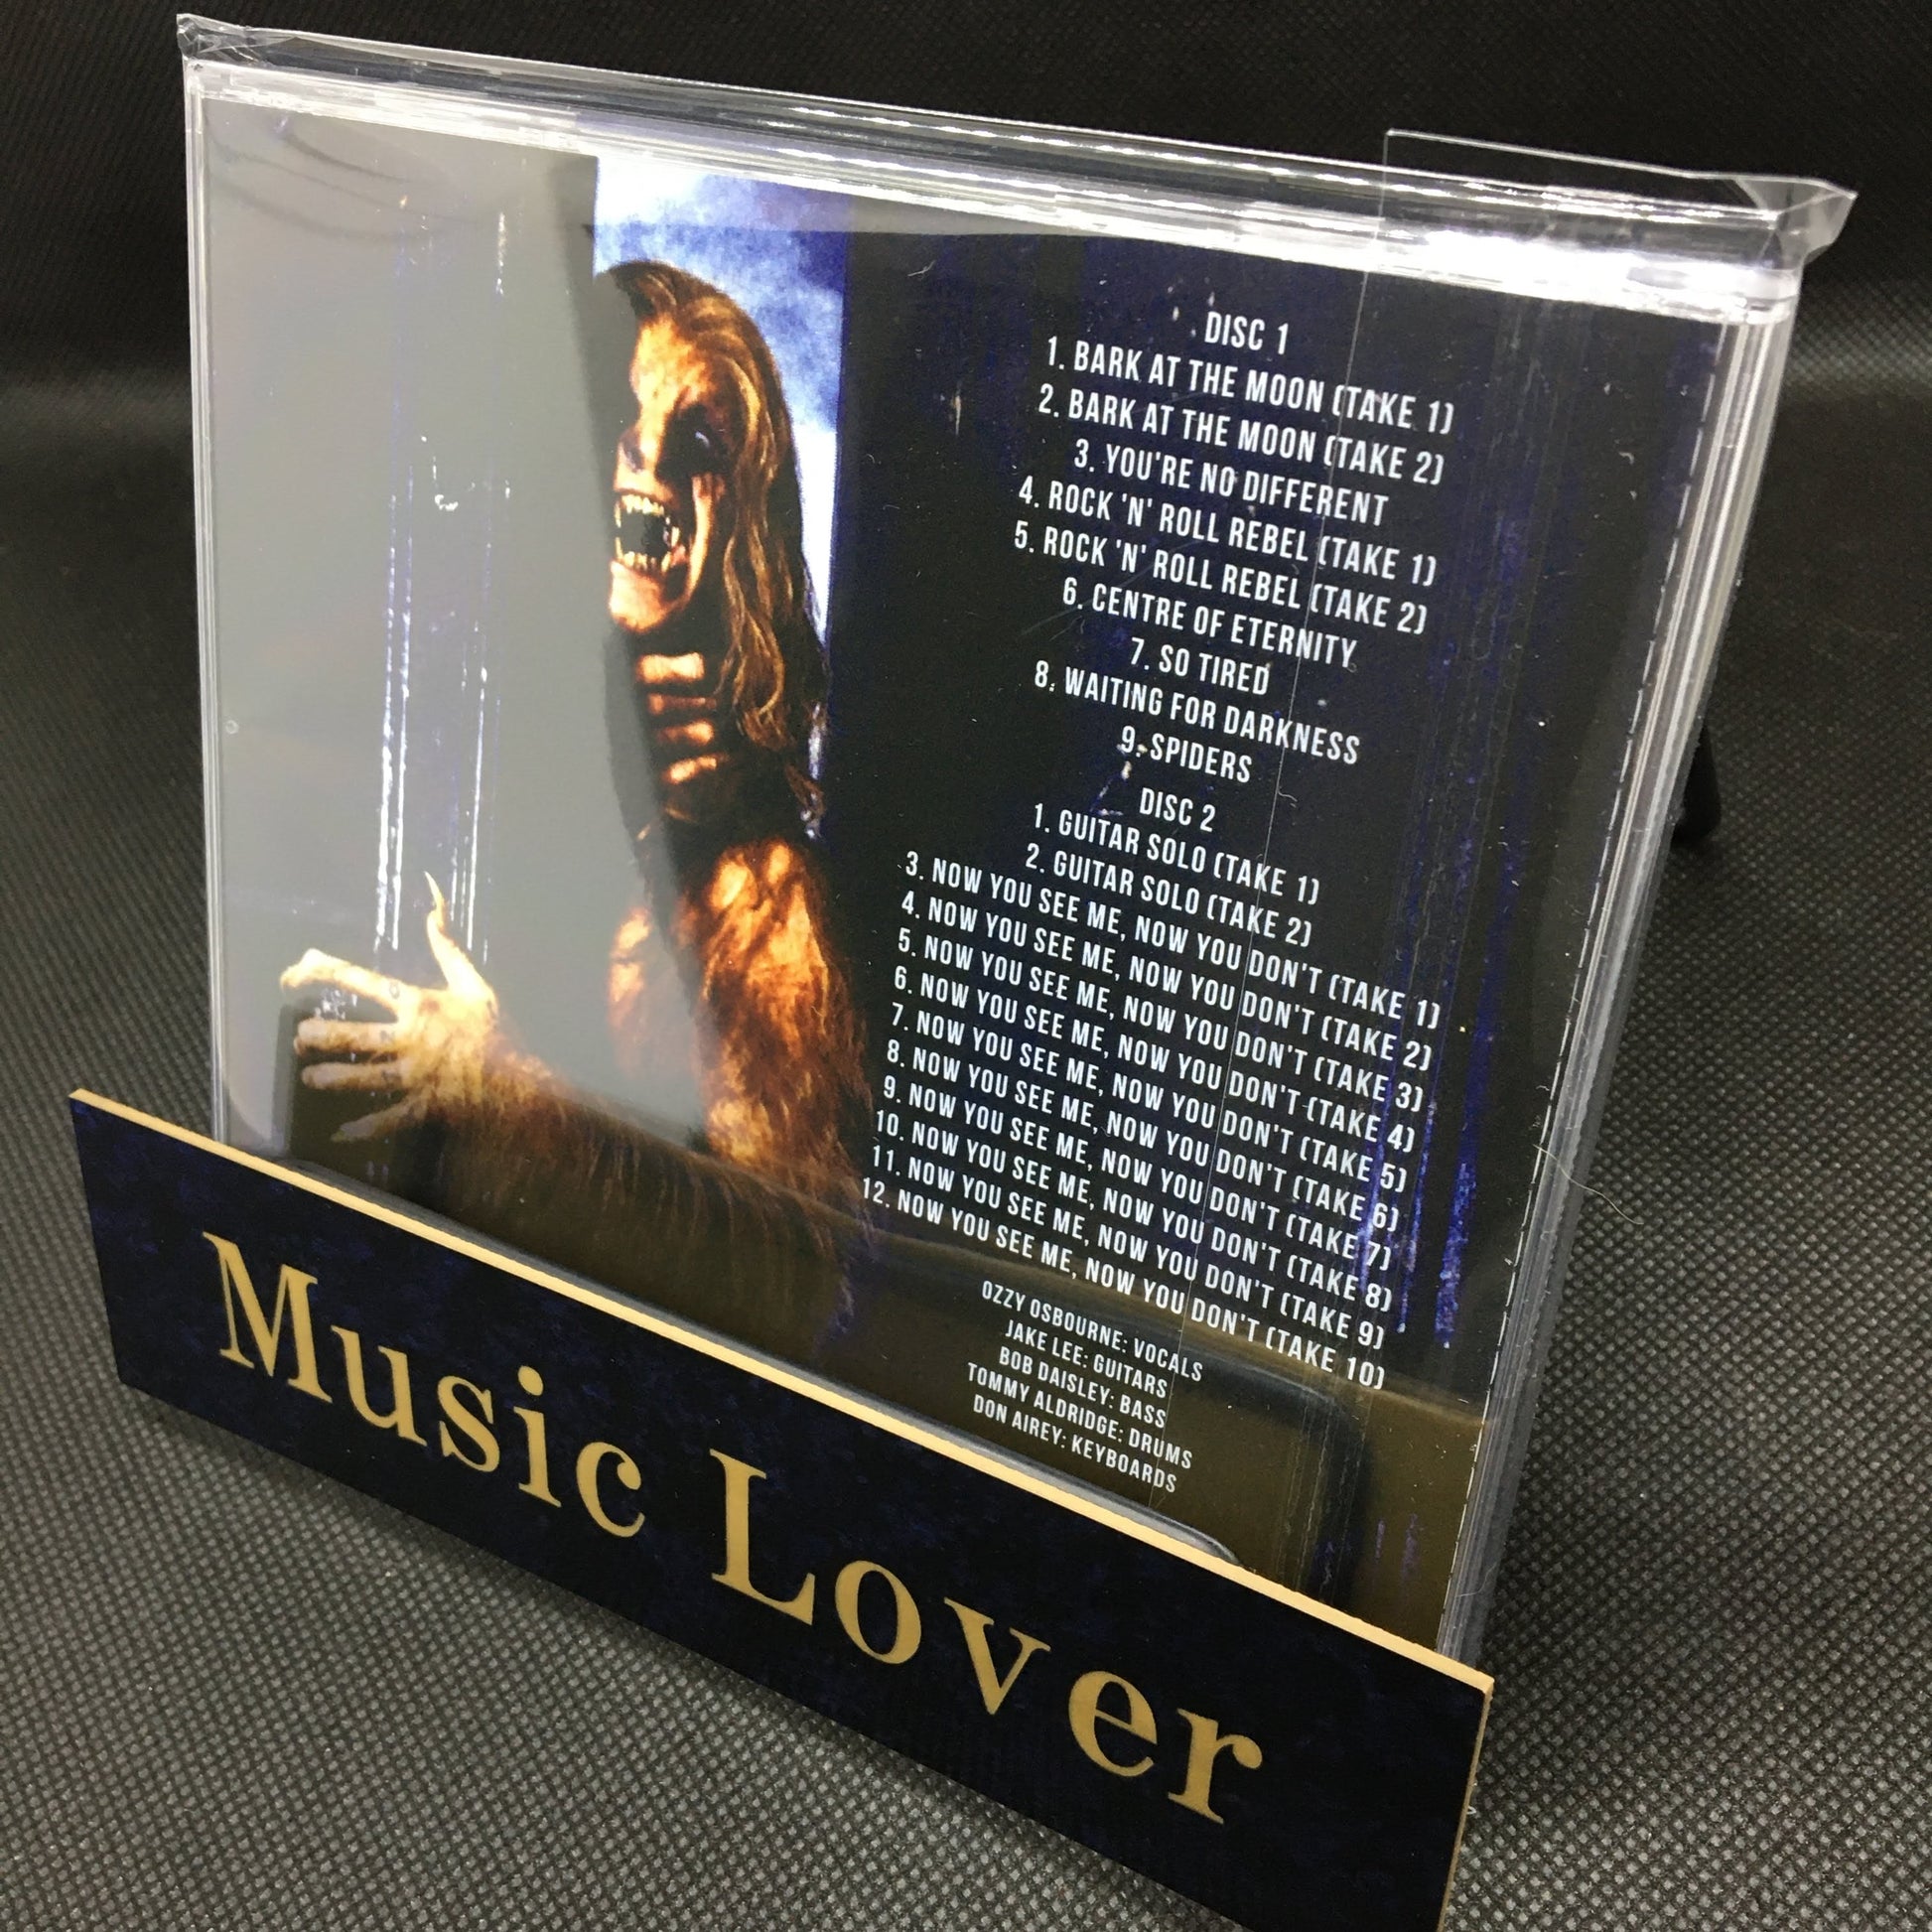 DISC 1
1. BARK AT THE MOON (TAKE 1)
2. BARK AT THE MOON (TAKE 2)
3. YOU'RE NO DIFFERENT
4. ROCK 'N' ROLL REBEL (TAKE 1)
5. ROCK 'N' ROLL REBEL (TAKE 2)
6. CENTRE OF ETERNITY
7. SO TIRED
8. WAITING FOR DARKNESS
9. SPIDERS
DISC 2
1. GUITAR SOLO (TAKE 1)
2. GUITAR SOLO (TAKE 2)
3. NOW YOU SEE ME, NOW YOU DON'T (TAKE 1)
4. NOW YOU SEE ME, NOW YOU DON'T (TAKE 2)
5. NOW YOU SEE ME, NOW YOU DON'T (TAKE 3)
6. NOW YOU SEE ME, NOW YOU DON'T (TAKE 4)
7. NOW YOU SEE ME, NOW YOU DON'T (TAKE 5)
8. NOW YOU SEE ME, NOW YOU DON'T (TAKE 6)
9. NOW YOU SEE ME, NOW YOU DON'T (TAKE 7)
10. NOW YOU SEE ME, NOW YOU DON'T (TAKE 8)
11. NOW YOU SEE ME, NOW YOU DON'T (TAKE 9)
12. NOW YOU SEE ME, NOW YOU DON'T (TAKE 10)
OZZY OSBOURNE: VOCALS
JAKE LEE: GUITARS
BOB DAISLEY: BASS
TOMMY ALDRIDGE: DRUMS
DON AIREY: KEYBOARDS
Music Lover